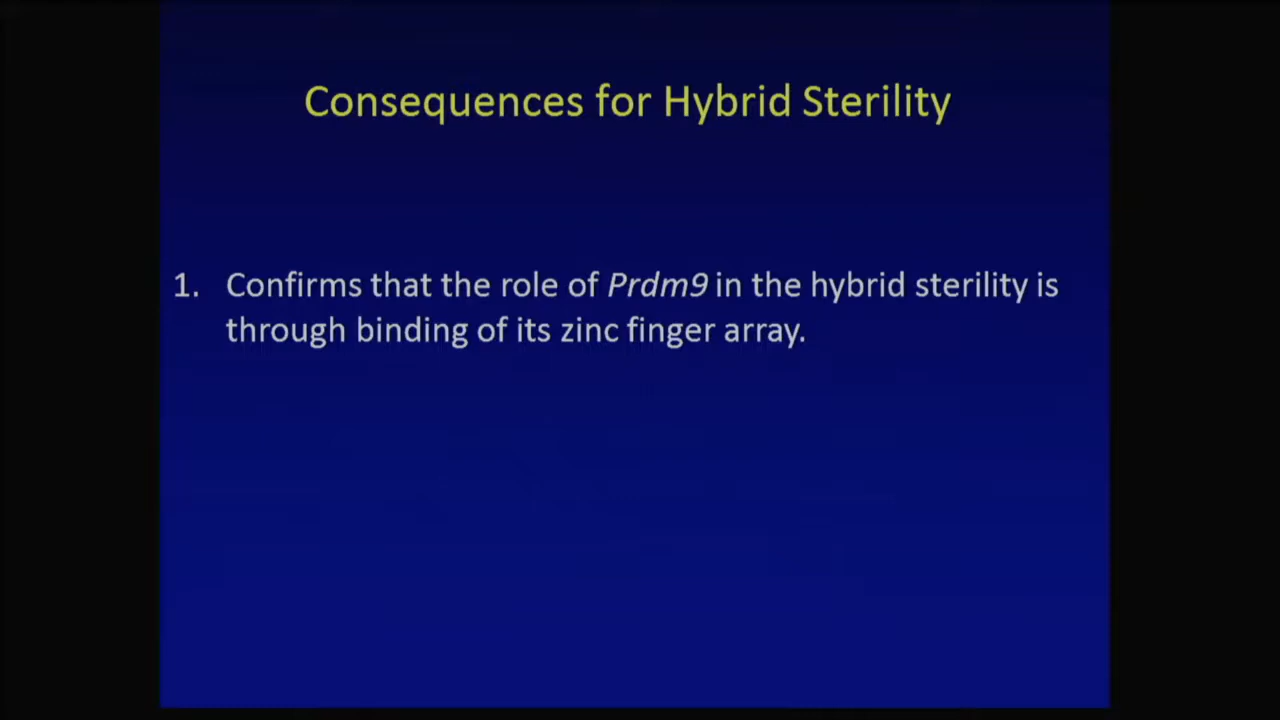 Consequences for Hybrid Sterility
1. Confirms that the role of Prdm9 in the hybrid sterility is
through binding of its zinc finger array.